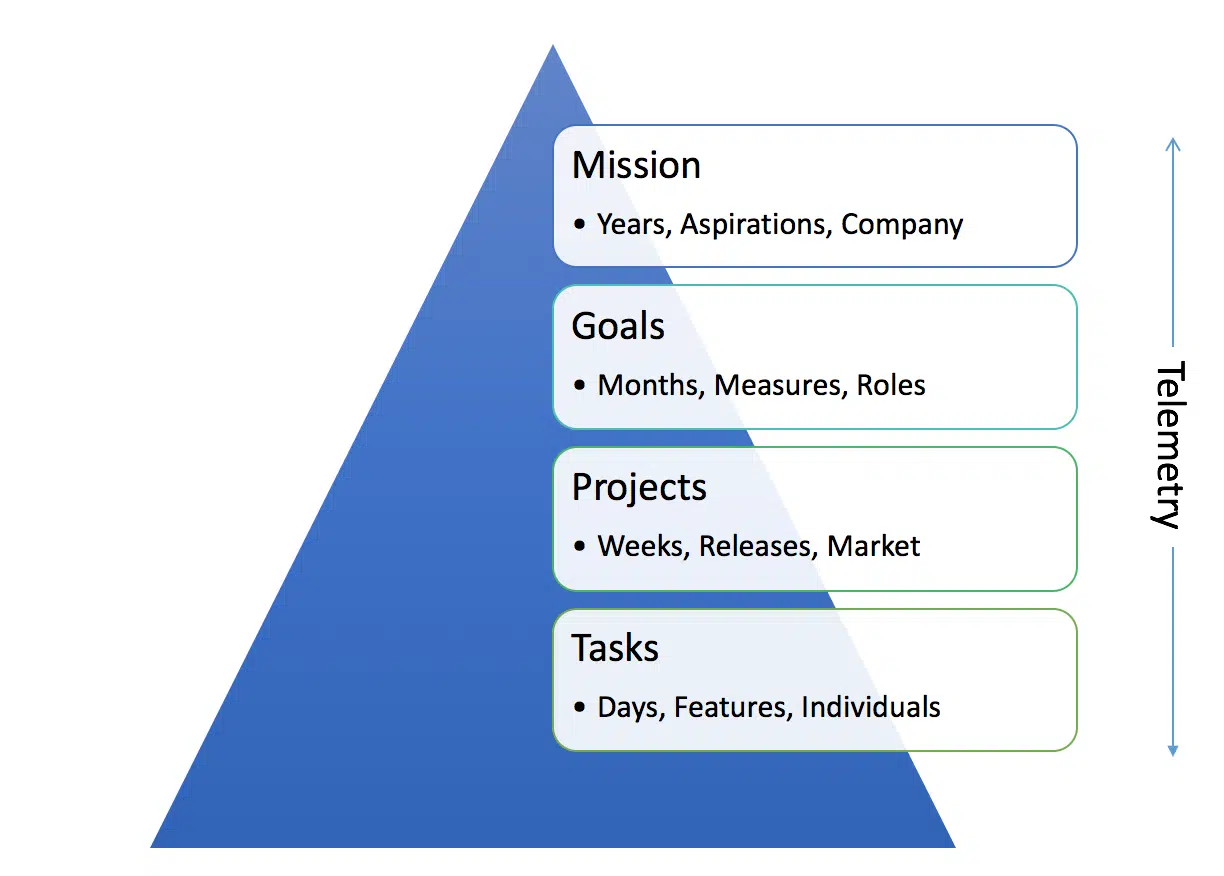 Mission
• Years, Aspirations, Company
Goals
• Months, Measures, Roles
Projects
• Weeks, Releases, Market
Tasks
• Days, Features, Individuals
Telemetry